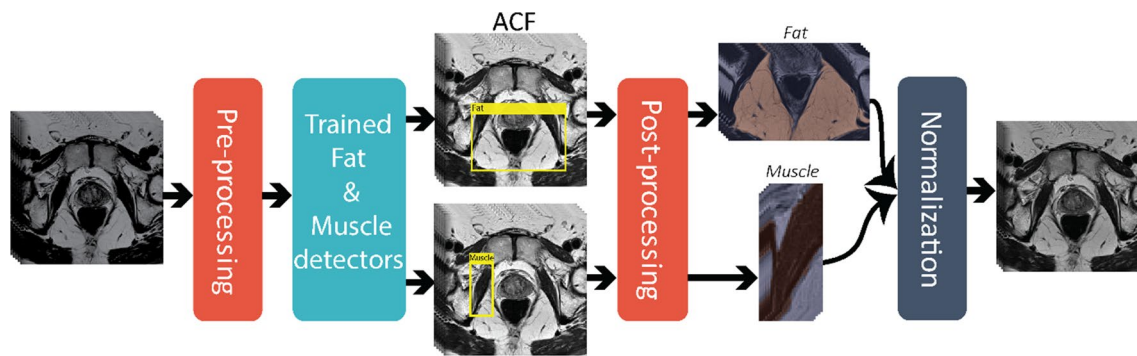 ACF
Pre-processing
Trained
Fat
&
Muscle
detectors
Fat
Muscle
Post-processing
Fat
Muscle
Normalization